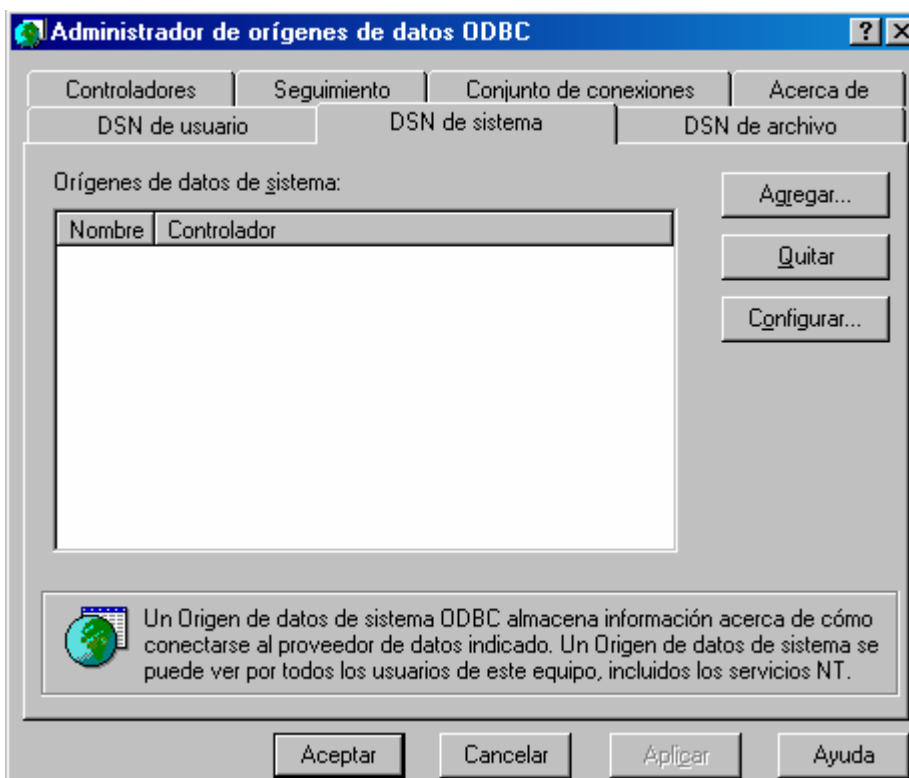 Administrador de orígenes de datos ODBC
Controladores Seguimiento Conjunto de conexiones Acerca de
DSN de usuario DSN de sistema DSN de archivo
Orígenes de datos de sistema:
Agregar...
Nombre Controlador
Quitar
Configurar...
Un Origen de datos de sistema ODBC almacena información acerca de cómo
conectarse al proveedor de datos indicado. Un Origen de datos de sistema se
puede ver por todos los usuarios de este equipo, incluidos los servicios NT.
Aceptar Cancelar Aplicar Ayuda